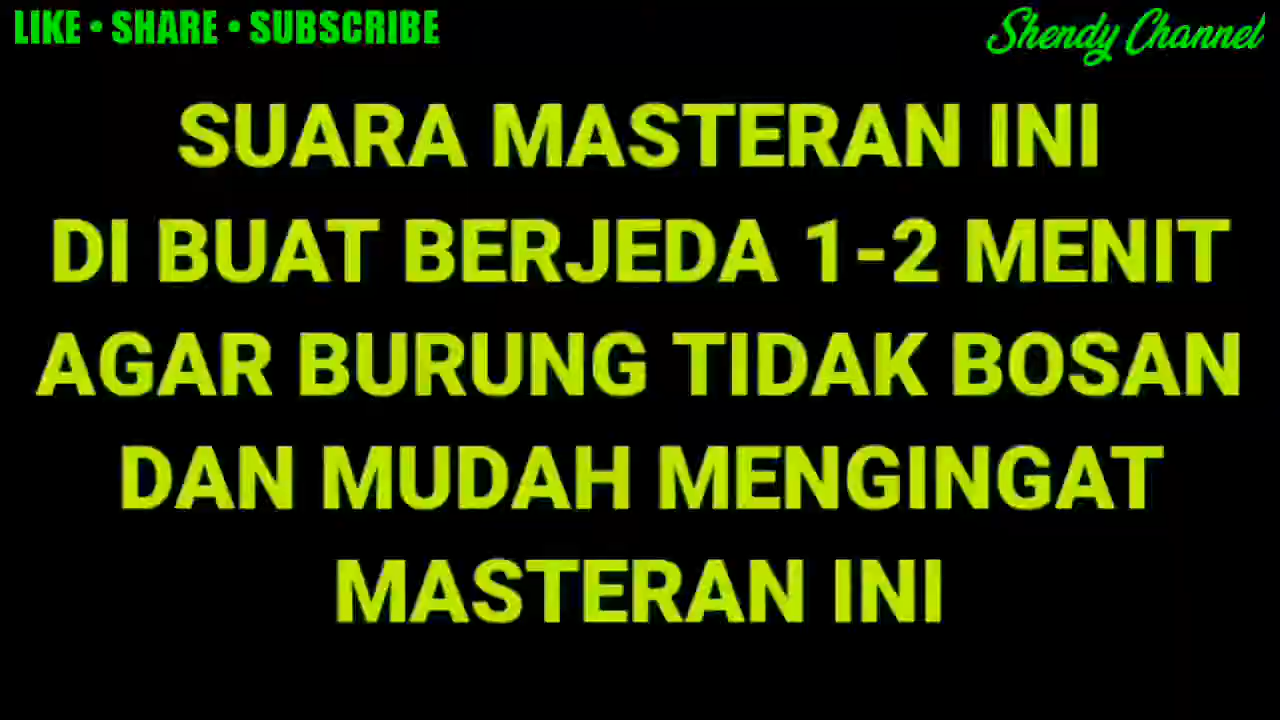 LIKE • SHARE • SUBSCRIBE
Shendy Channel
SUARA MASTERAN INI
DI BUAT BERJEDA 1-2 MENIT
AGAR BURUNG TIDAK BOSAN
DAN MUDAH MENGINGAT
MASTERAN INI